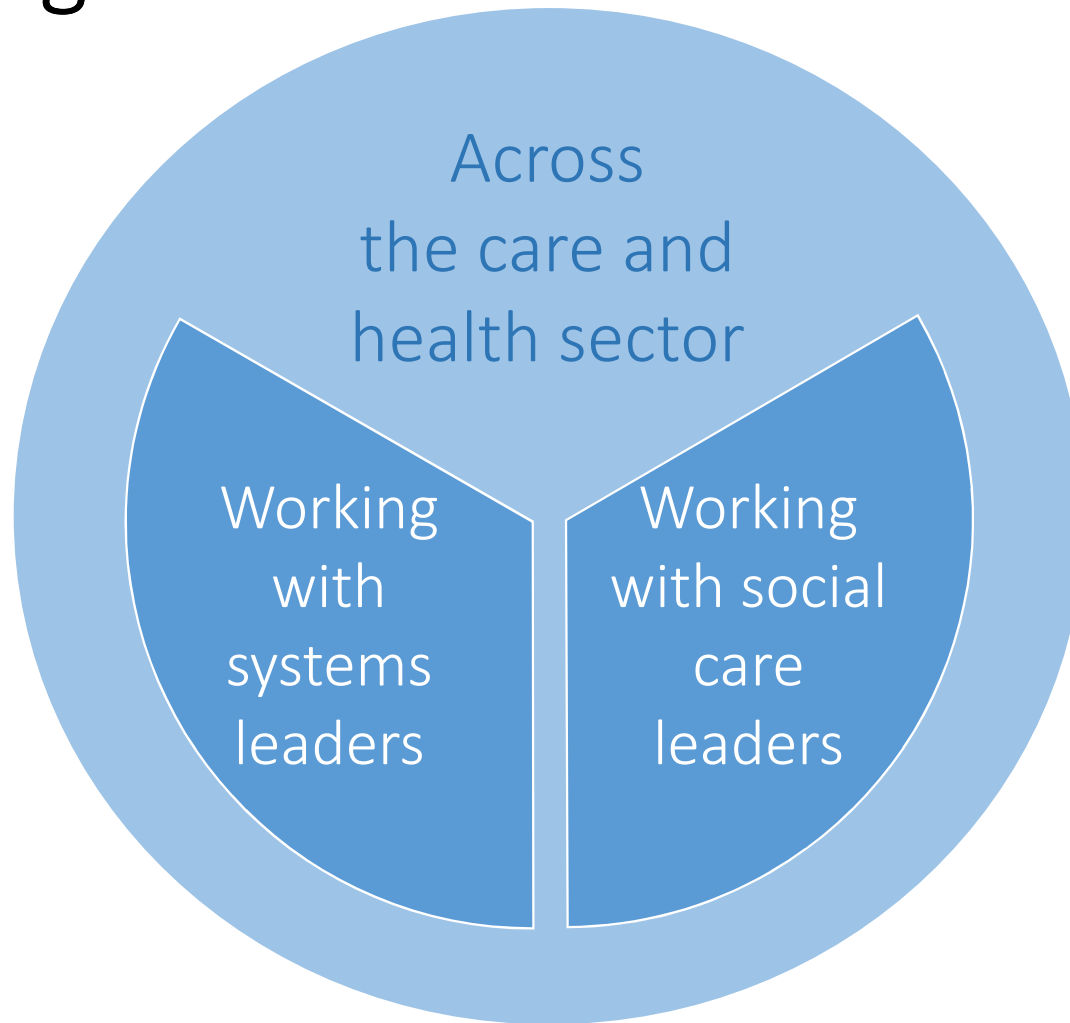 g
Across
the care and
health sector
Working
with
systems
leaders
Working
with social
care
leaders